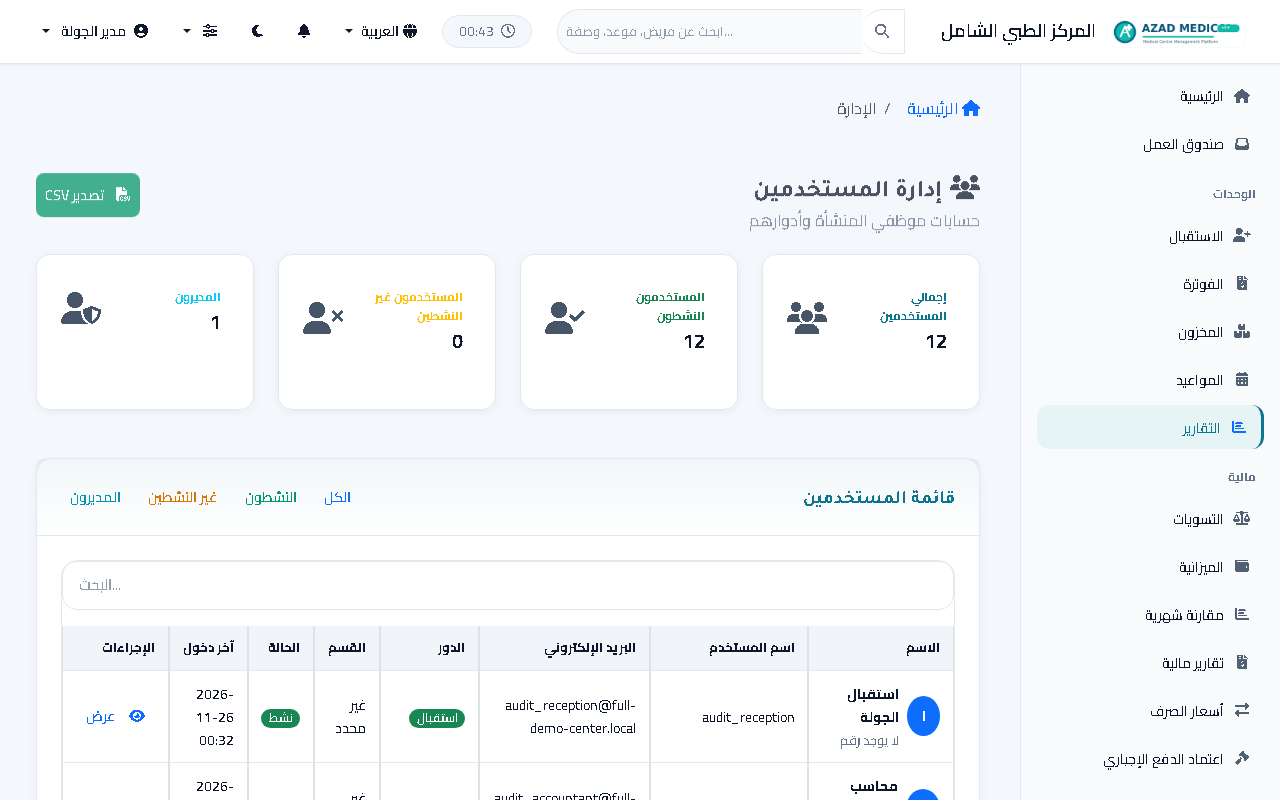 AZAD MEDIC
Medical Center Management Platform
المركز الطبي الشامل
ابحث عن مريض، موعد، وصفة...
00:43
العربية
مدير الجولة
الرئيسية
صندوق العمل
الوحدات
الاستقبال
الفوترة
المخزون
المواعيد
التقارير
مالية
التسويات
الميزانية
مقارنة شهرية
تقارير مالية
أسعار الصرف
اعتماد الدفع الإجباري
الرئيسية / الإدارة
إدارة المستخدمين
حسابات موظفي المنشأة وأدوارهم
تصدير CSV
إجمالي
المستخدمين
12
المستخدمون
النشطون
12
المستخدمون غير
النشطين
0
المديرون
1
قائمة المستخدمين
الكل
النشطون
غير النشطين
المديرون
البحث...
الاسم اسم المستخدم البريد الإلكتروني الدور القسم الحالة آخر دخول الإجراءات
ا
استقبال
الجولة
لا يوجد رقم
audit_reception
audit_reception@full-
demo-center.local
استقبال
غير
محدد
نشط
2026-
11-26
00:32
عرض
محاسب
audit_accountant@full-
غير
2026-